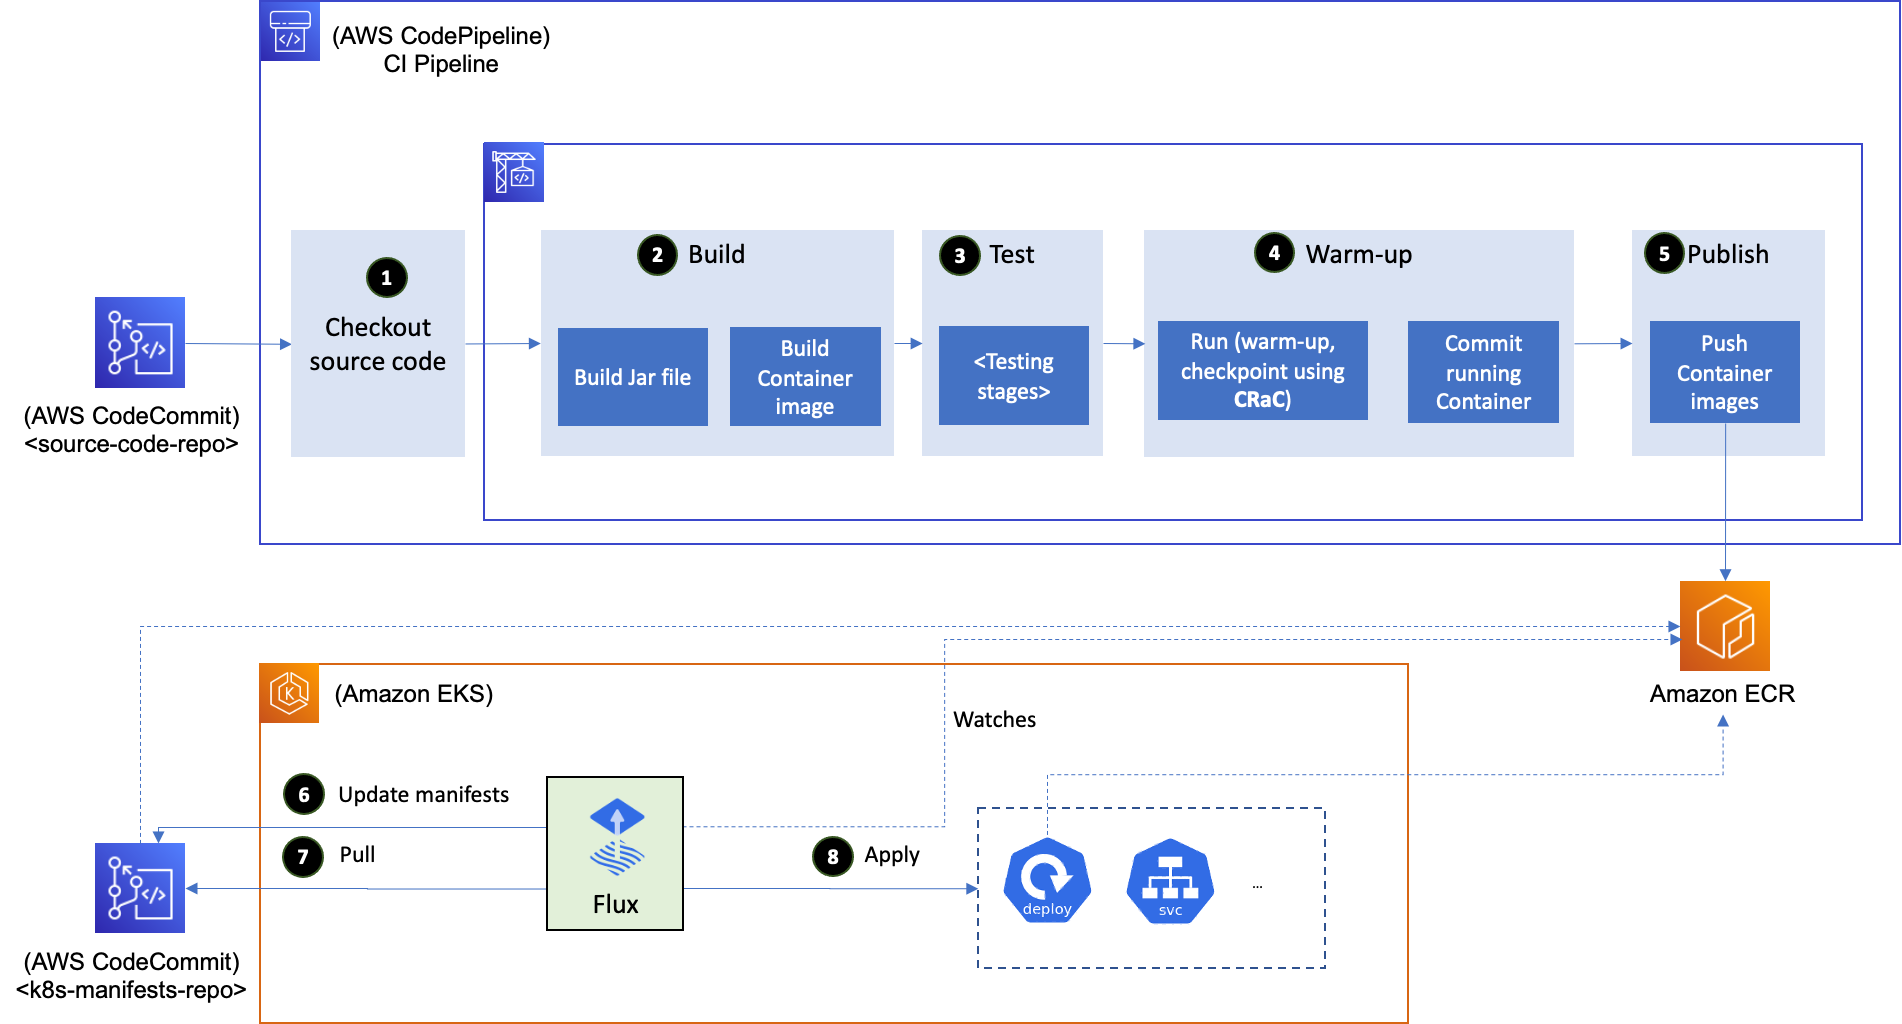 (AWS CodePipeline)
CI Pipeline
1
Checkout
source code
2 Build
Build Jar file
Build
Container
image
3 Test
<Testing
stages>
4 Warm-up
Run (warm-up,
checkpoint using
CRaC)
Commit
running
Container
5 Publish
Push
Container
images
(AWS CodeCommit)
<source-code-repo>
Amazon ECR
K
(Amazon EKS)
Watches
6 Update manifests
7 Pull
Flux
8 Apply
deploy
svc
...
(AWS CodeCommit)
<k8s-manifests-repo>